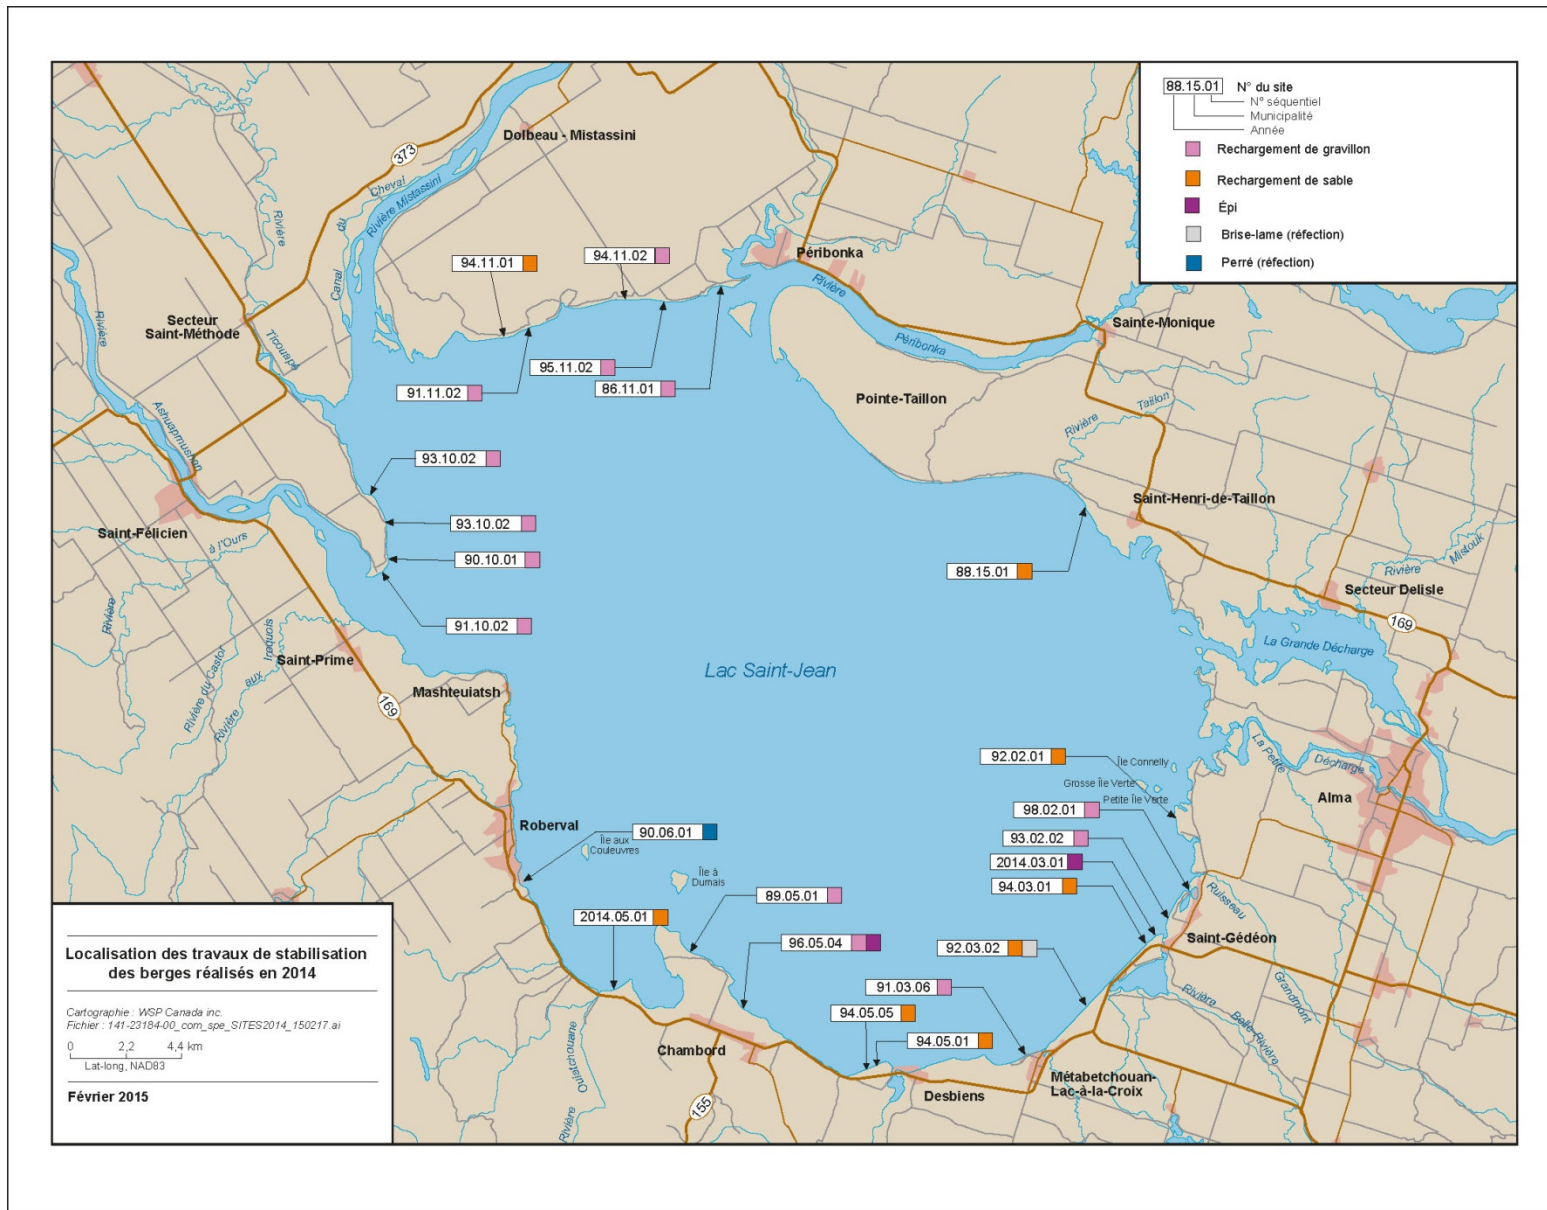 88.15.01
N° du site
N° séquentiel
Municipalité
Année
Rechargement de gravillon
Rechargement de sable
Épi
Brise-lame (réfection)
Perré (réfection)
Dolbeau - Mistassini
373
Canal du Cheval
Rivière Mistassini
Rivière
Ticouapé
94.11.01
94.11.02
Péribonka
Rivière
Péribonka
Sainte-Monique
Secteur
Saint-Méthode
95.11.02
91.11.02
86.11.01
Pointe-Taillon
Rivière
Taillon
Rivière
Ashuapmushuan
93.10.02
Saint-Henri-de-Taillon
Saint-Félicien
à l'Ours
Rivière
93.10.02
90.10.01
88.15.01
Rivière
Mistouk
Secteur Delisle
169
91.10.02
La Grande Décharge
Saint-Prime
Rivière du Castor
Rivière aux Iroquois
Mashteuiatsh
169
Lac Saint-Jean
92.02.01
Île Connelly
Grosse Île Verte
Petite Île Verte
La Petite
Décharge
Alma
98.02.01
93.02.02
2014.03.01
94.03.01
Roberval
90.06.01
Île aux
Couleuvres
Île à
Dumais
89.05.01
Ruisseau
Grandmont
2014.05.01
96.05.04
92.03.02
Saint-Gédéon
91.03.06
Rivière
Belle-Rivière
94.05.05
94.05.01
Chambord
155
Desbiens
Métabetchouan-
Lac-à-la-Croix
Rivière
Ouiatchouane
Localisation des travaux de stabilisation
des berges réalisés en 2014
Cartographie : WSP Canada inc.
Fichier : 141-23184-00_com_spe_SITES2014_150217.ai
0 2,2 4,4 km
Lat-long, NAD83
Février 2015